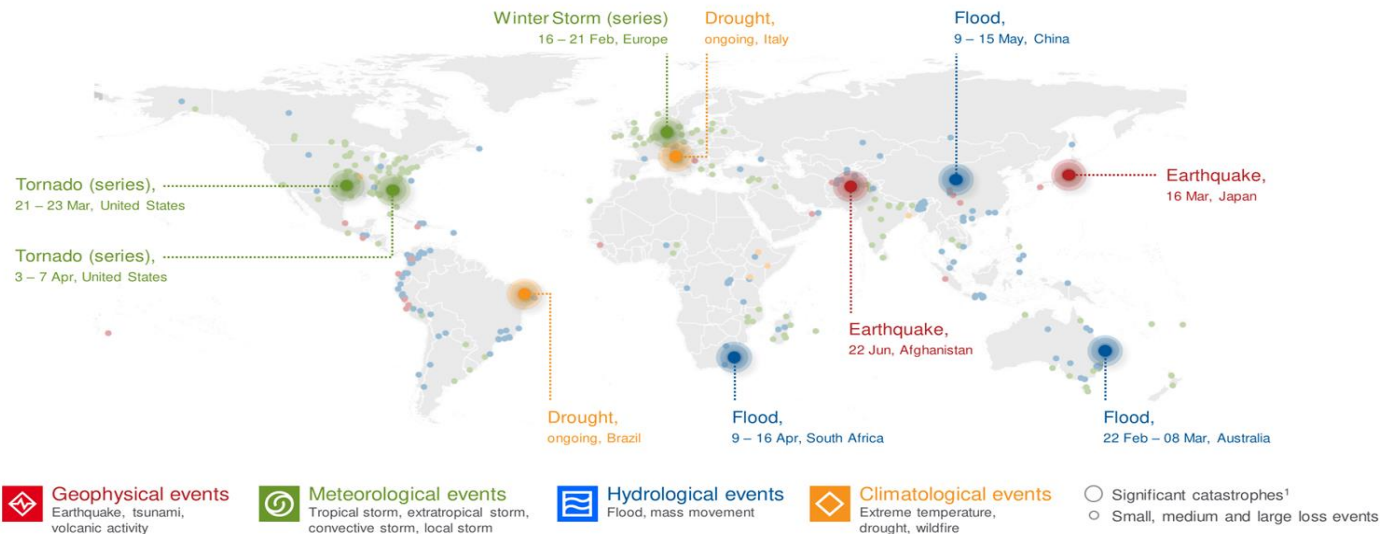 Winter Storm (series)
16 – 21 Feb, Europe
Drought,
ongoing, Italy
Flood,
9 – 15 May, China
Tornado (series),
21 – 23 Mar, United States
Earthquake,
16 Mar, Japan
Tornado (series),
3 – 7 Apr, United States
Earthquake,
22 Jun, Afghanistan
Drought,
ongoing, Brazil
Flood,
9 – 16 Apr, South Africa
Flood,
22 Feb – 08 Mar, Australia
Geophysical events
Earthquake, tsunami,
volcanic activity
Meteorological events
Tropical storm, extratropical storm,
convective storm, local storm
Hydrological events
Flood, mass movement
Climatological events
Extreme temperature,
drought, wildfire
Significant catastrophes¹
Small, medium and large loss events